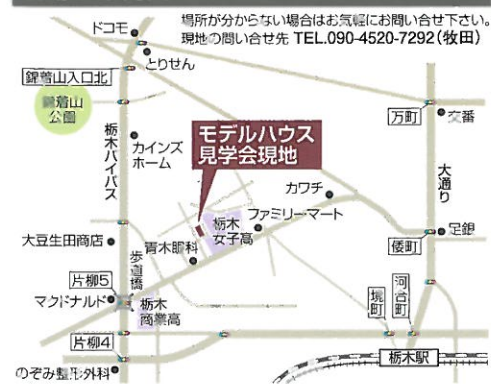 場所が分からない場合はお気軽にお問い合せ下さい。
現地の問い合せ先 TEL.090-4520-7292(牧田)
ドコモ
とりせん
錦着山入口北
錦着山
公園
栃木バイパス
カインズ
ホーム
モデルハウス
見学会現地
万町
交番
大通り
カワチ
ファミリーマート
栃木
女子高
足銀
倭町
大豆生田商店
青木眼科
歩道橋
片柳5
マクドナルド
栃木
商業高
境町
河合町
片柳4
栃木駅
のぞみ整形外科